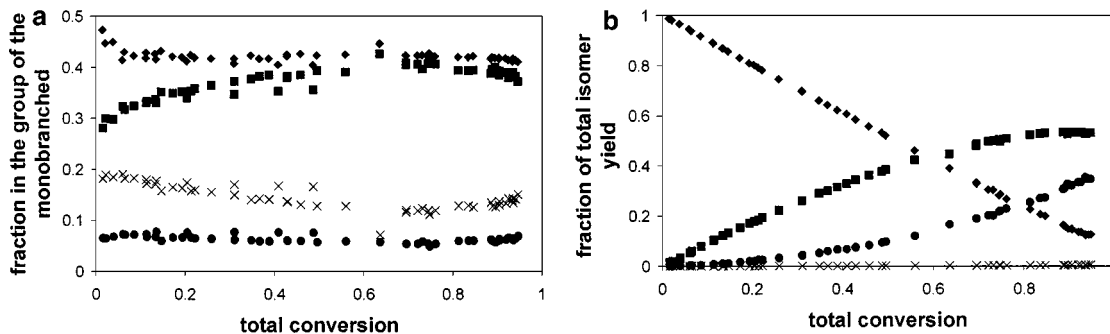 a
0.5
0.4
0.3
0.2
0.1
0
0
0.2
0.4
0.6
0.8
1
fraction in the group of the
monobranched
total conversion
b
1
0.8
0.6
0.4
0.2
0
0
0.2
0.4
0.6
0.8
fraction of total isomer
yield
total conversion